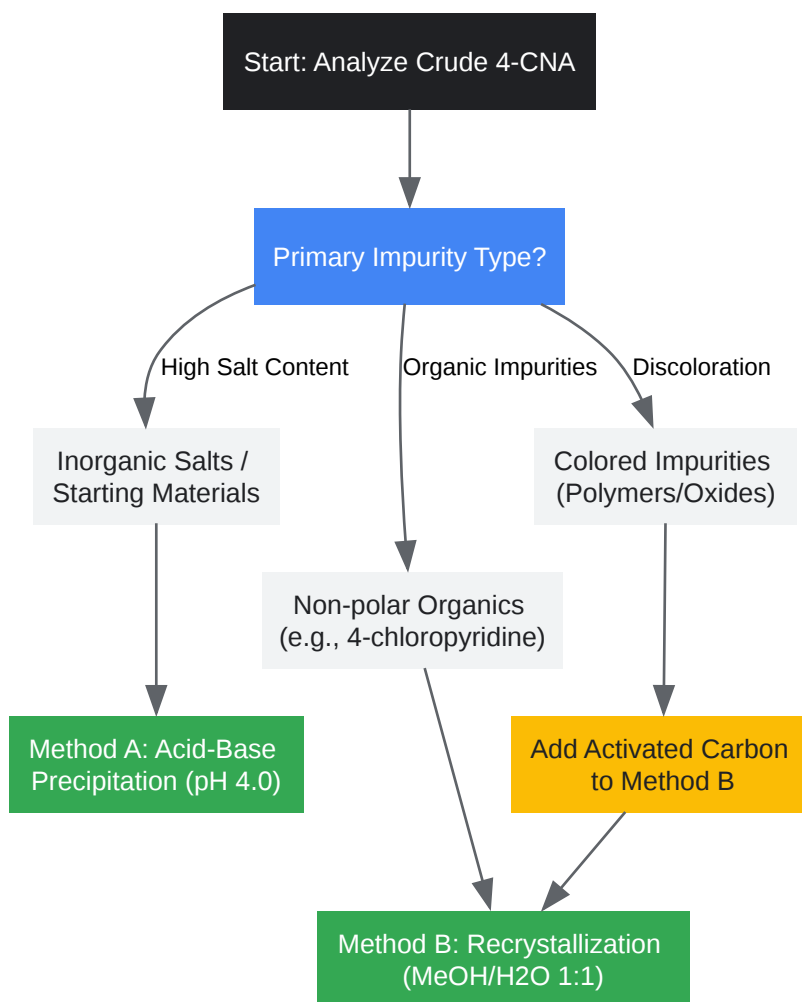 Start: Analyze Crude 4-CNA
Primary Impurity Type?
High Salt Content
Organic Impurities
Discoloration
Inorganic Salts /
Starting Materials
Colored Impurities
(Polymers/Oxides)
Non-polar Organics
(e.g., 4-chloropyridine)
Method A: Acid-Base
Precipitation (pH 4.0)
Add Activated Carbon
to Method B
Method B: Recrystallization
(MeOH/H2O 1:1)